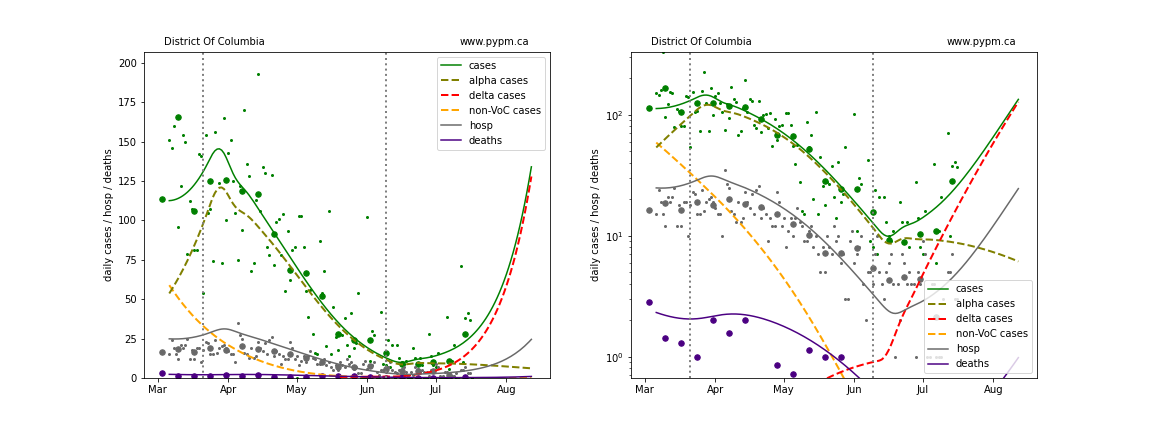 District Of Columbia www.pypm.ca
daily cases / hosp / deaths
200
175
150
125
100
75
50
25
0
cases
alpha cases
delta cases
non-VoC cases
hosp
deaths
Mar Apr May Jun Jul Aug
District Of Columbia www.pypm.ca
daily cases / hosp / deaths
10²
10¹
10⁰
cases
alpha cases
delta cases
non-VoC cases
hosp
deaths
Mar Apr May Jun Jul Aug